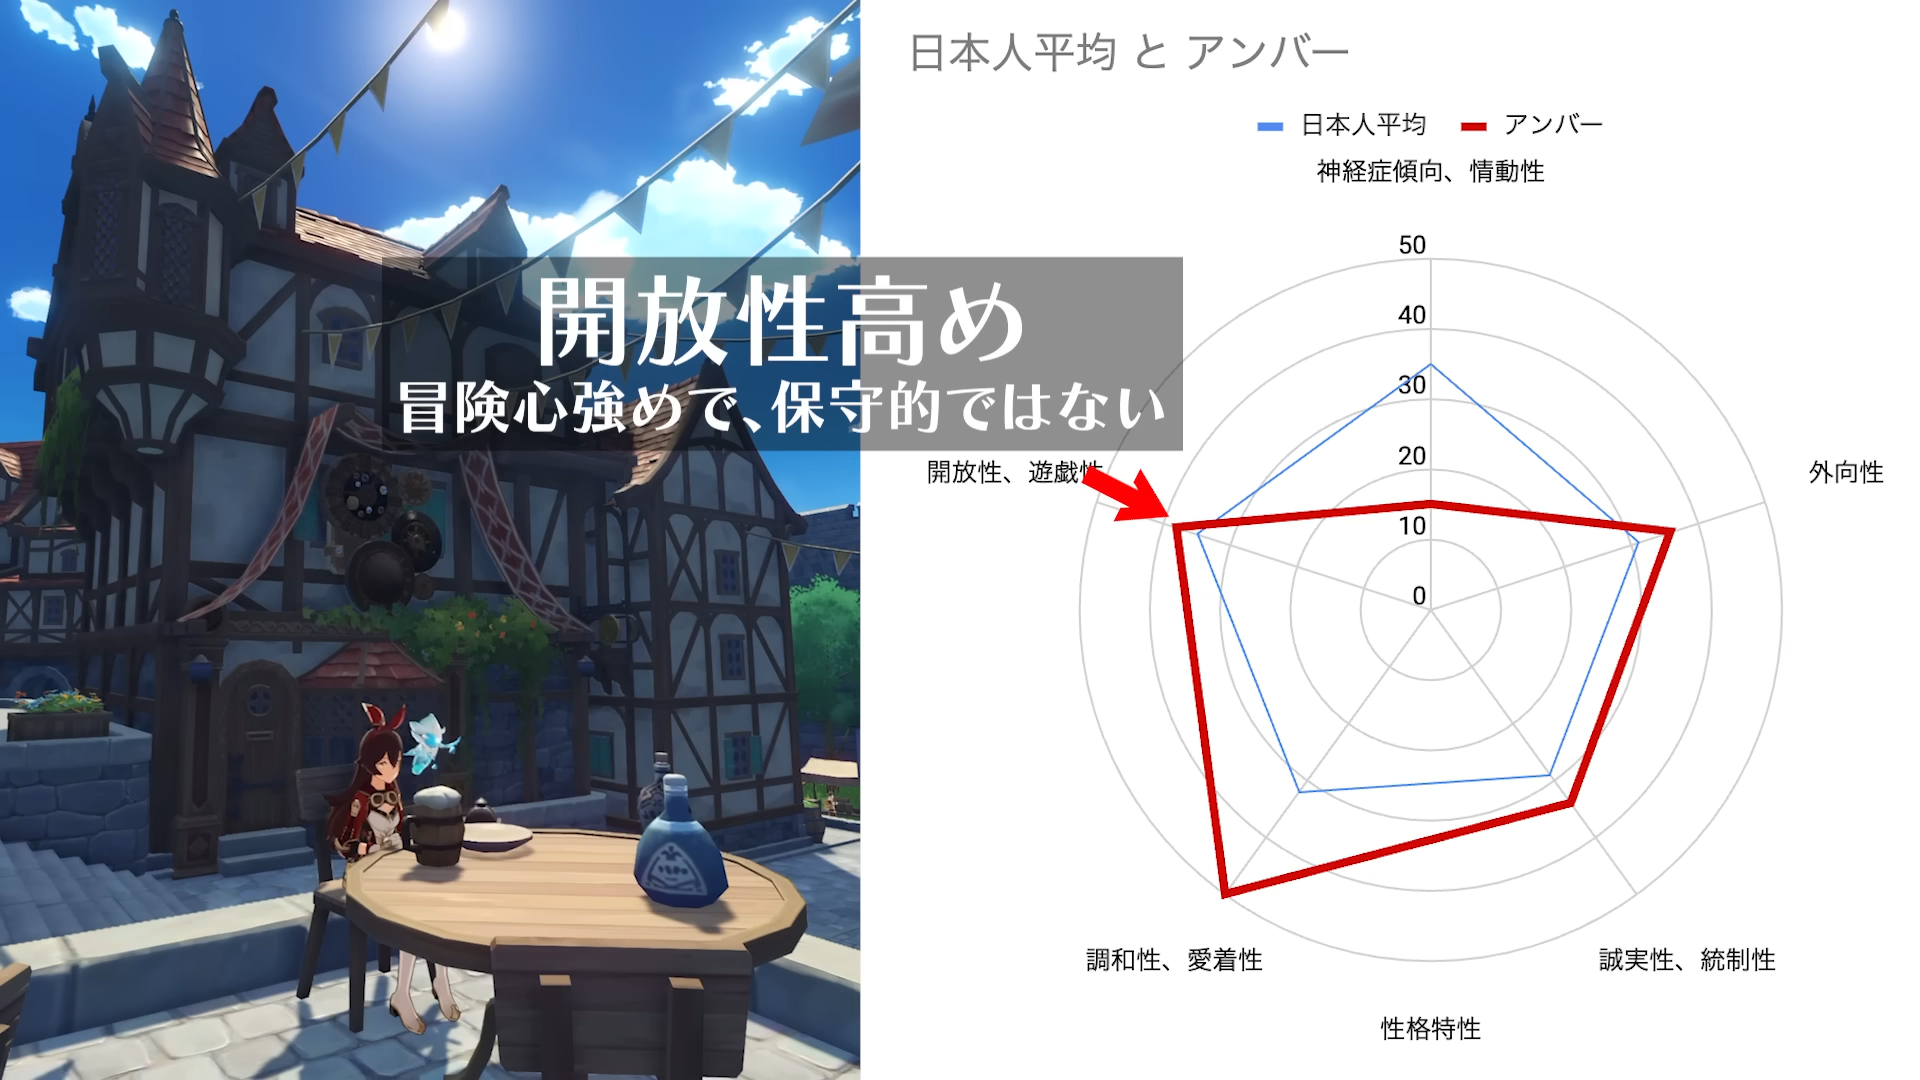 日本人平均 と アンバー
日本人平均 アンバー
神経症傾向、情動性
開放性高め
冒険心強めで、保守的ではない
開放性、遊戯性
外向性
50
40
30
20
10
0
調和性、愛着性
誠実性、統制性
性格特性